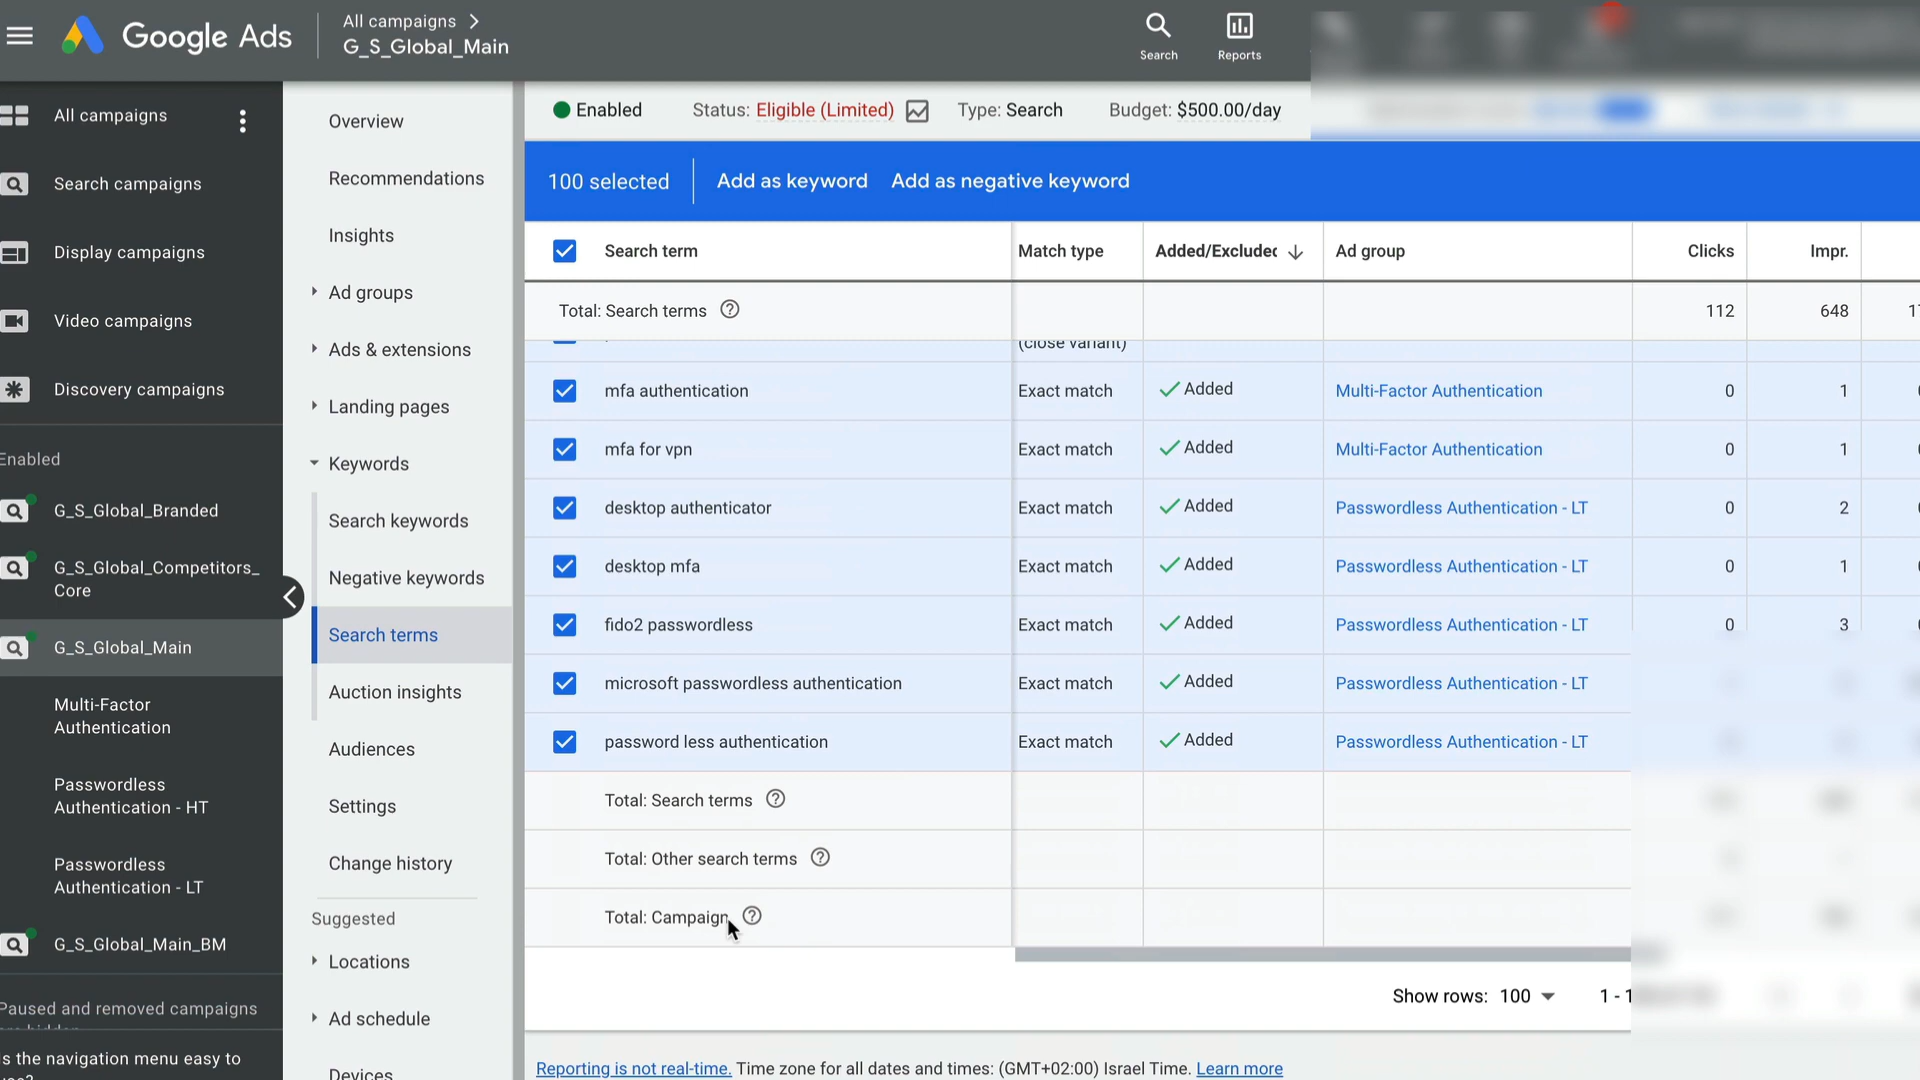 Google Ads
All campaigns
G_S_Global_Main
Search
Reports
All campaigns
Search campaigns
Display campaigns
Video campaigns
Discovery campaigns
Enabled
G_S_Global_Branded
G_S_Global_Competitors_
Core
G_S_Global_Main
Multi-Factor
Authentication
Passwordless
Authentication - HT
Passwordless
Authentication - LT
G_S_Global_Main_BM
Paused and removed campaigns
Is the navigation menu easy to
Overview
Recommendations
Insights
Ad groups
Ads & extensions
Landing pages
Keywords
Search keywords
Negative keywords
Search terms
Auction insights
Audiences
Settings
Change history
Suggested
Locations
Ad schedule
Devices
Enabled Status: Eligible (Limited) Type: Search Budget: $500.00/day
100 selected Add as keyword Add as negative keyword
Search term Match type Added/Excluded Ad group Clicks Impr.
Total: Search terms 112 648
(close variant)
mfa authentication Exact match Added Multi-Factor Authentication 0 1
mfa for vpn Exact match Added Multi-Factor Authentication 0 1
desktop authenticator Exact match Added Passwordless Authentication - LT 0 2
desktop mfa Exact match Added Passwordless Authentication - LT 0 1
fido2 passwordless Exact match Added Passwordless Authentication - LT 0 3
microsoft passwordless authentication Exact match Added Passwordless Authentication - LT
password less authentication Exact match Added Passwordless Authentication - LT
Total: Search terms
Total: Other search terms
Total: Campaign
Show rows: 100 1 - 1
Reporting is not real-time. Time zone for all dates and times: (GMT+02:00) Israel Time. Learn more